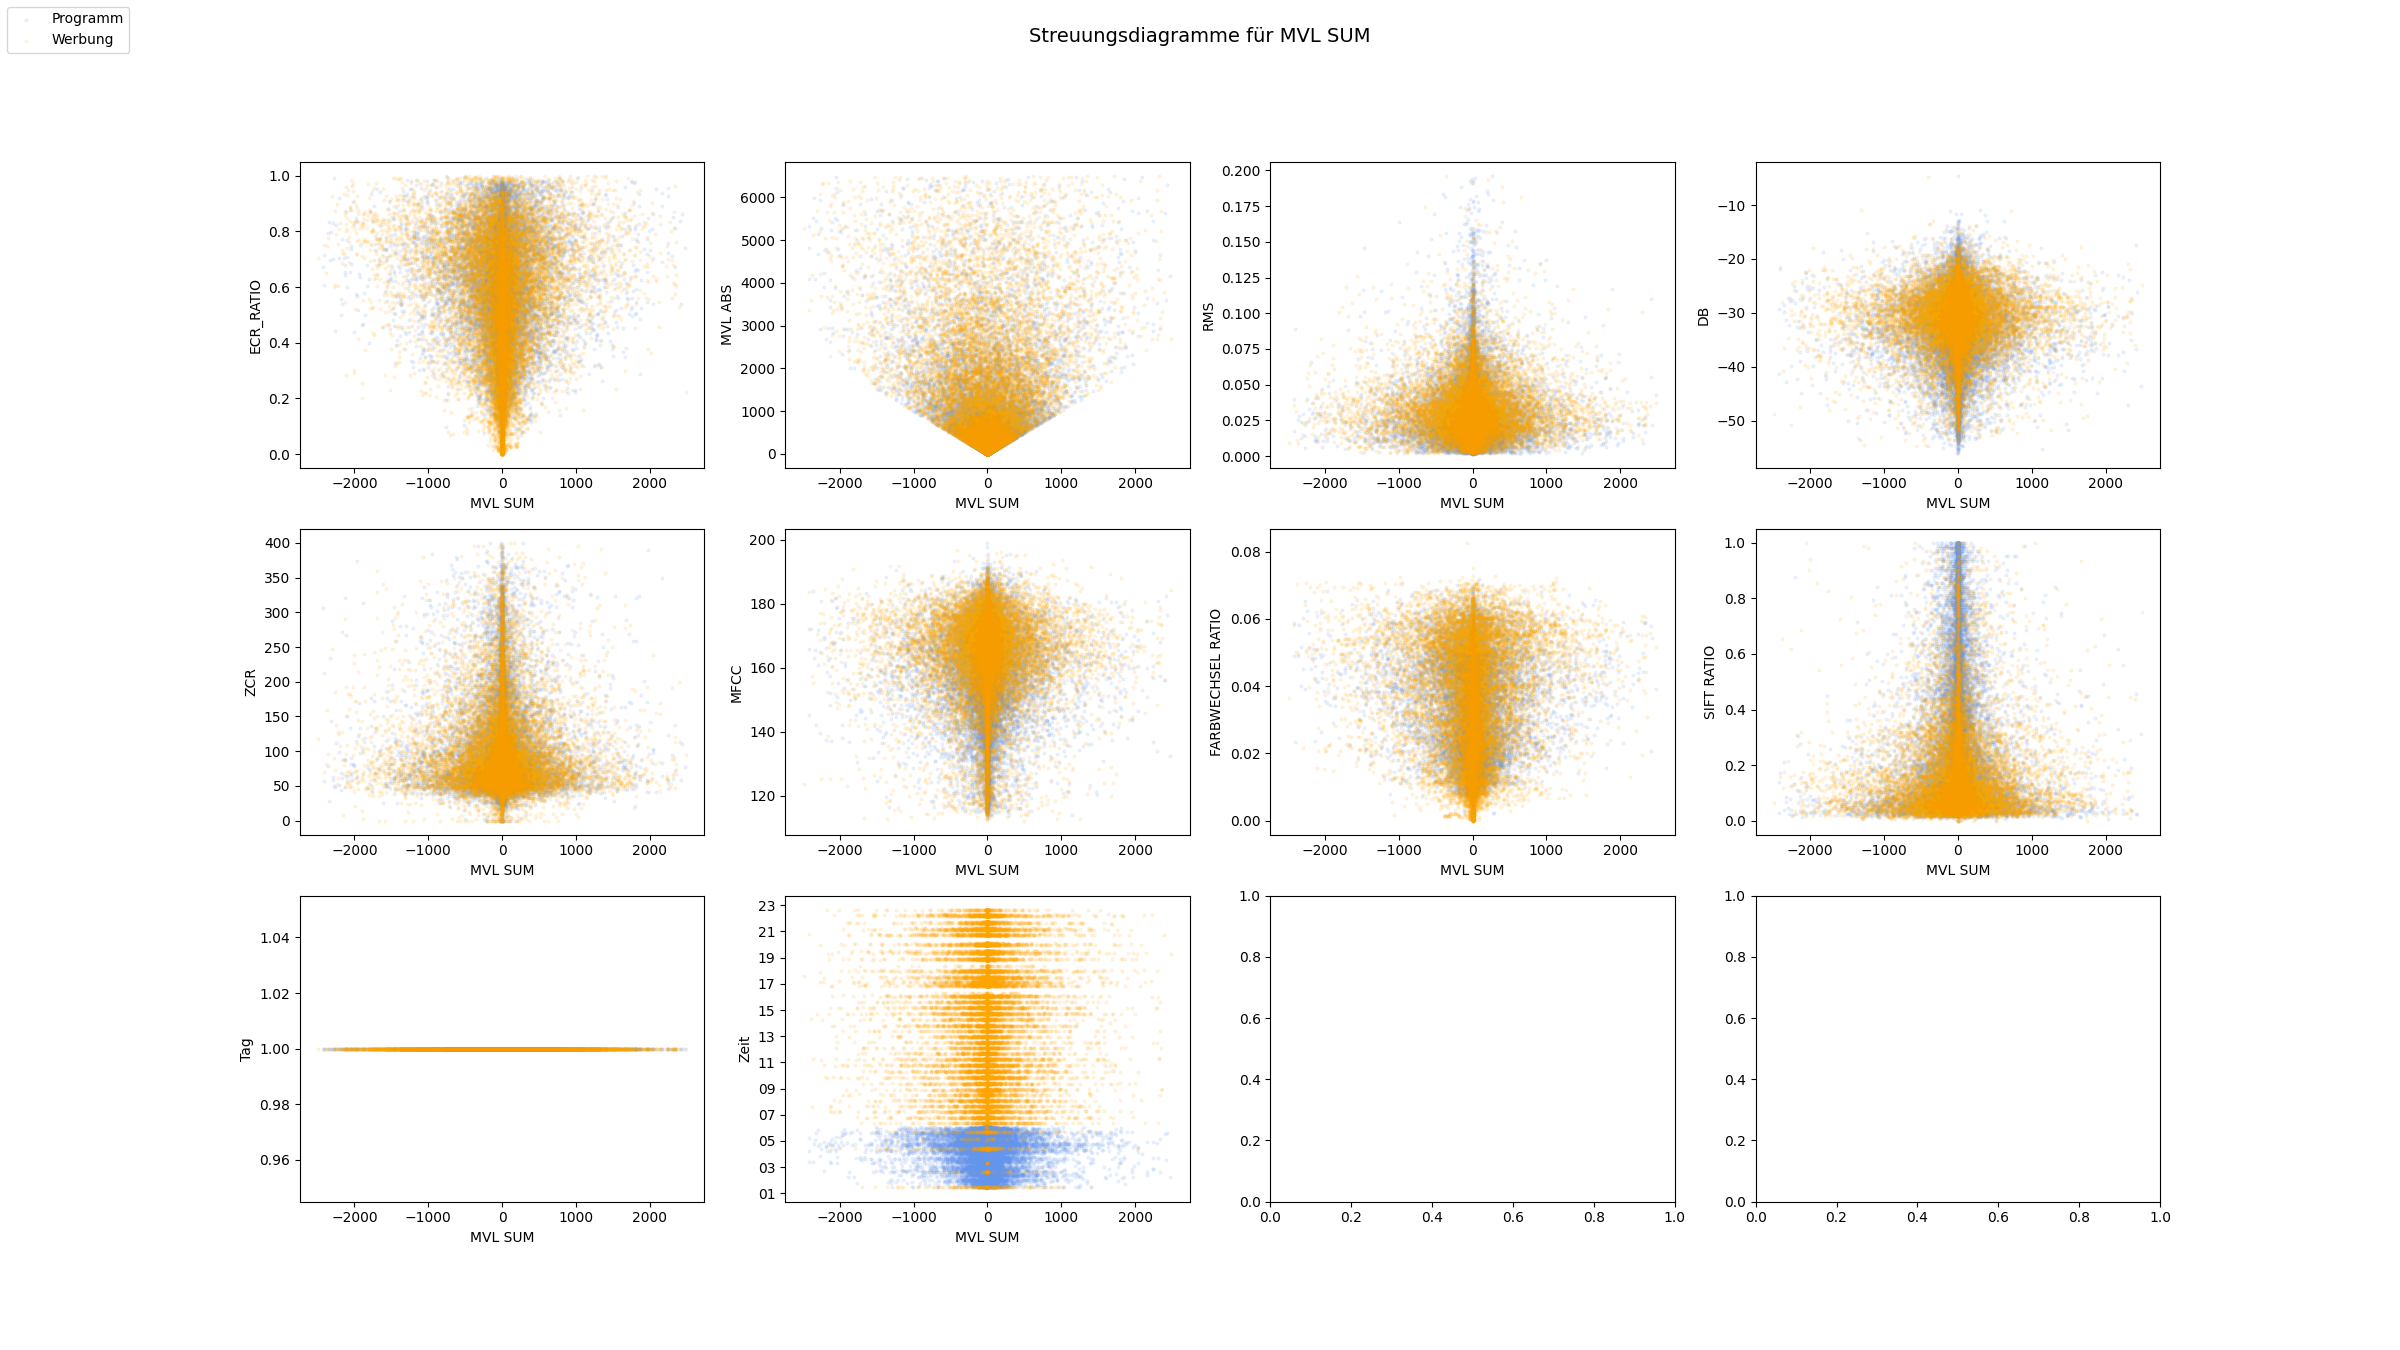 Programm
Werbung
Streuungsdiagramme für MVL SUM
ECR_RATIO
1.0
0.8
0.6
0.4
0.2
0.0
−2000 −1000 0 1000 2000
MVL SUM
MVL ABS
6000
5000
4000
3000
2000
1000
0
−2000 −1000 0 1000 2000
MVL SUM
RMS
0.200
0.175
0.150
0.125
0.100
0.075
0.050
0.025
0.000
−2000 −1000 0 1000 2000
MVL SUM
DB
−10
−20
−30
−40
−50
−2000 −1000 0 1000 2000
MVL SUM
ZCR
400
350
300
250
200
150
100
50
0
−2000 −1000 0 1000 2000
MVL SUM
MFCC
200
180
160
140
120
−2000 −1000 0 1000 2000
MVL SUM
FARBWECHSEL RATIO
0.08
0.06
0.04
0.02
0.00
−2000 −1000 0 1000 2000
MVL SUM
SIFT RATIO
1.0
0.8
0.6
0.4
0.2
0.0
−2000 −1000 0 1000 2000
MVL SUM
Tag
1.04
1.02
1.00
0.98
0.96
−2000 −1000 0 1000 2000
MVL SUM
Zeit
23
21
19
17
15
13
11
09
07
05
03
01
−2000 −1000 0 1000 2000
MVL SUM
1.0
0.8
0.6
0.4
0.2
0.0
0.0 0.2 0.4 0.6 0.8 1.0
1.0
0.8
0.6
0.4
0.2
0.0
0.0 0.2 0.4 0.6 0.8 1.0